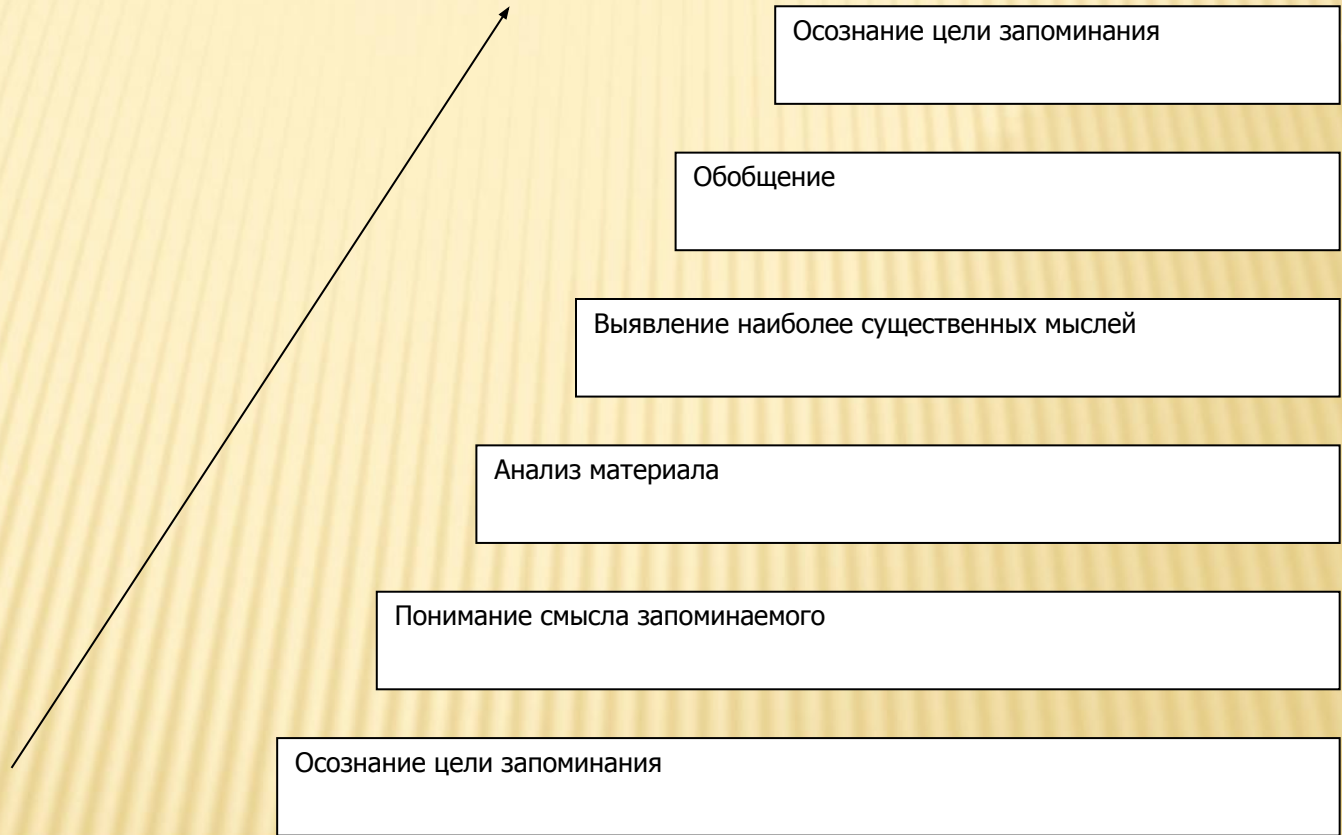 Осознание цели запоминания
Обобщение
Выявление наиболее существенных мыслей
Анализ материала
Понимание смысла запоминаемого
Осознание цели запоминания